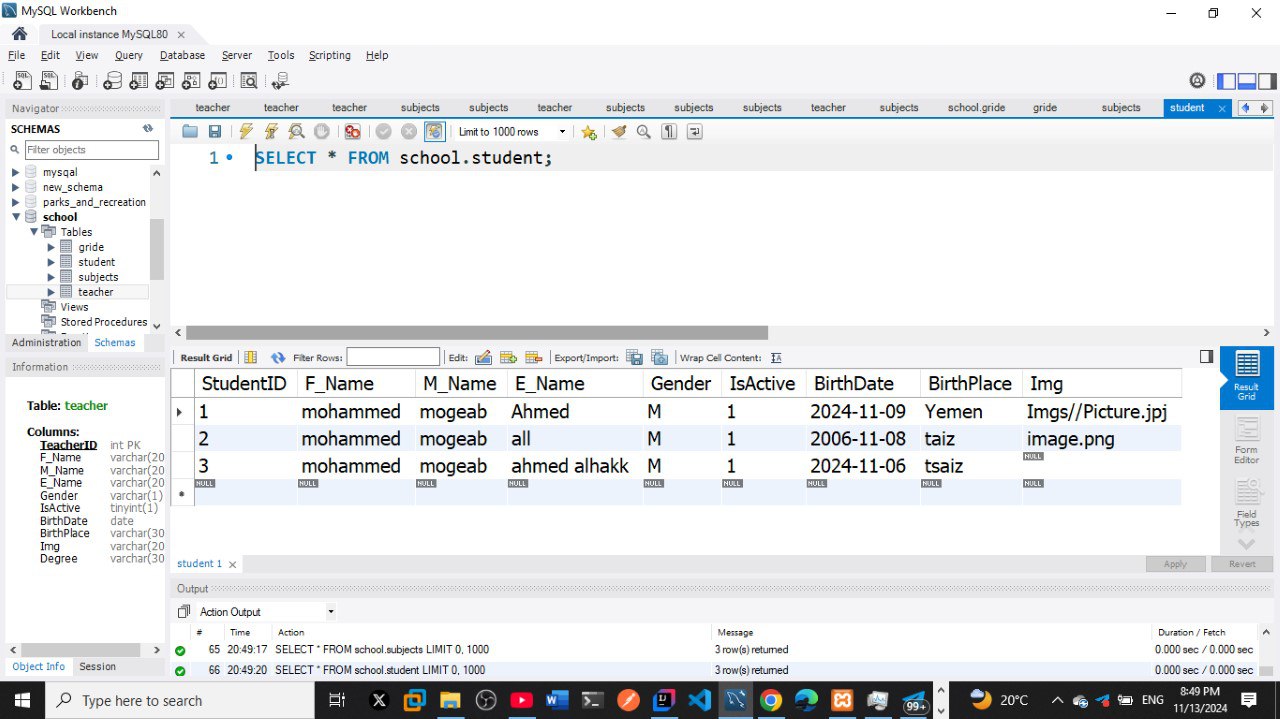 MySQL Workbench
Local instance MySQL80
File Edit View Query Database Server Tools Scripting Help
Navigator
SCHEMAS
Filter objects
mysqal
new_schema
parks_and_recreation
school
Tables
gride
student
subjects
teacher
Views
Stored Procedures
Administration Schemas
Information
Table: teacher
Columns:
TeacherID int PK
F_Name varchar(20
M_Name varchar(20
E_Name varchar(20
Gender varchar(1)
IsActive tinyint(1)
BirthDate date
BirthPlace varchar(30
Img varchar(20
Degree varchar(30
Object Info Session
teacher teacher teacher subjects subjects teacher subjects subjects subjects teacher subjects school.gride gride subjects student
Limit to 1000 rows
1 SELECT * FROM school.student;
Result Grid Filter Rows: Edit: Export/Import: Wrap Cell Content:
StudentID F_Name M_Name E_Name Gender IsActive BirthDate BirthPlace Img
1 mohammed mogeab Ahmed M 1 2024-11-09 Yemen Imgs//Picture.jpj
2 mohammed mogeab all M 1 2006-11-08 taiz image.png
3 mohammed mogeab ahmed alhakk M 1 2024-11-06 tsaiz NULL
NULL NULL NULL NULL NULL NULL NULL NULL NULL
Result
Grid
Form
Editor
Field
Types
student 1
Apply Revert
Output
Action Output
# Time Action Message Duration / Fetch
65 20:49:17 SELECT * FROM school.subjects LIMIT 0, 1000 3 row(s) returned 0.000 sec / 0.000 sec
66 20:49:20 SELECT * FROM school.student LIMIT 0, 1000 3 row(s) returned 0.000 sec / 0.000 sec
Type here to search
99+
20°C
ENG
8:49 PM
11/13/2024